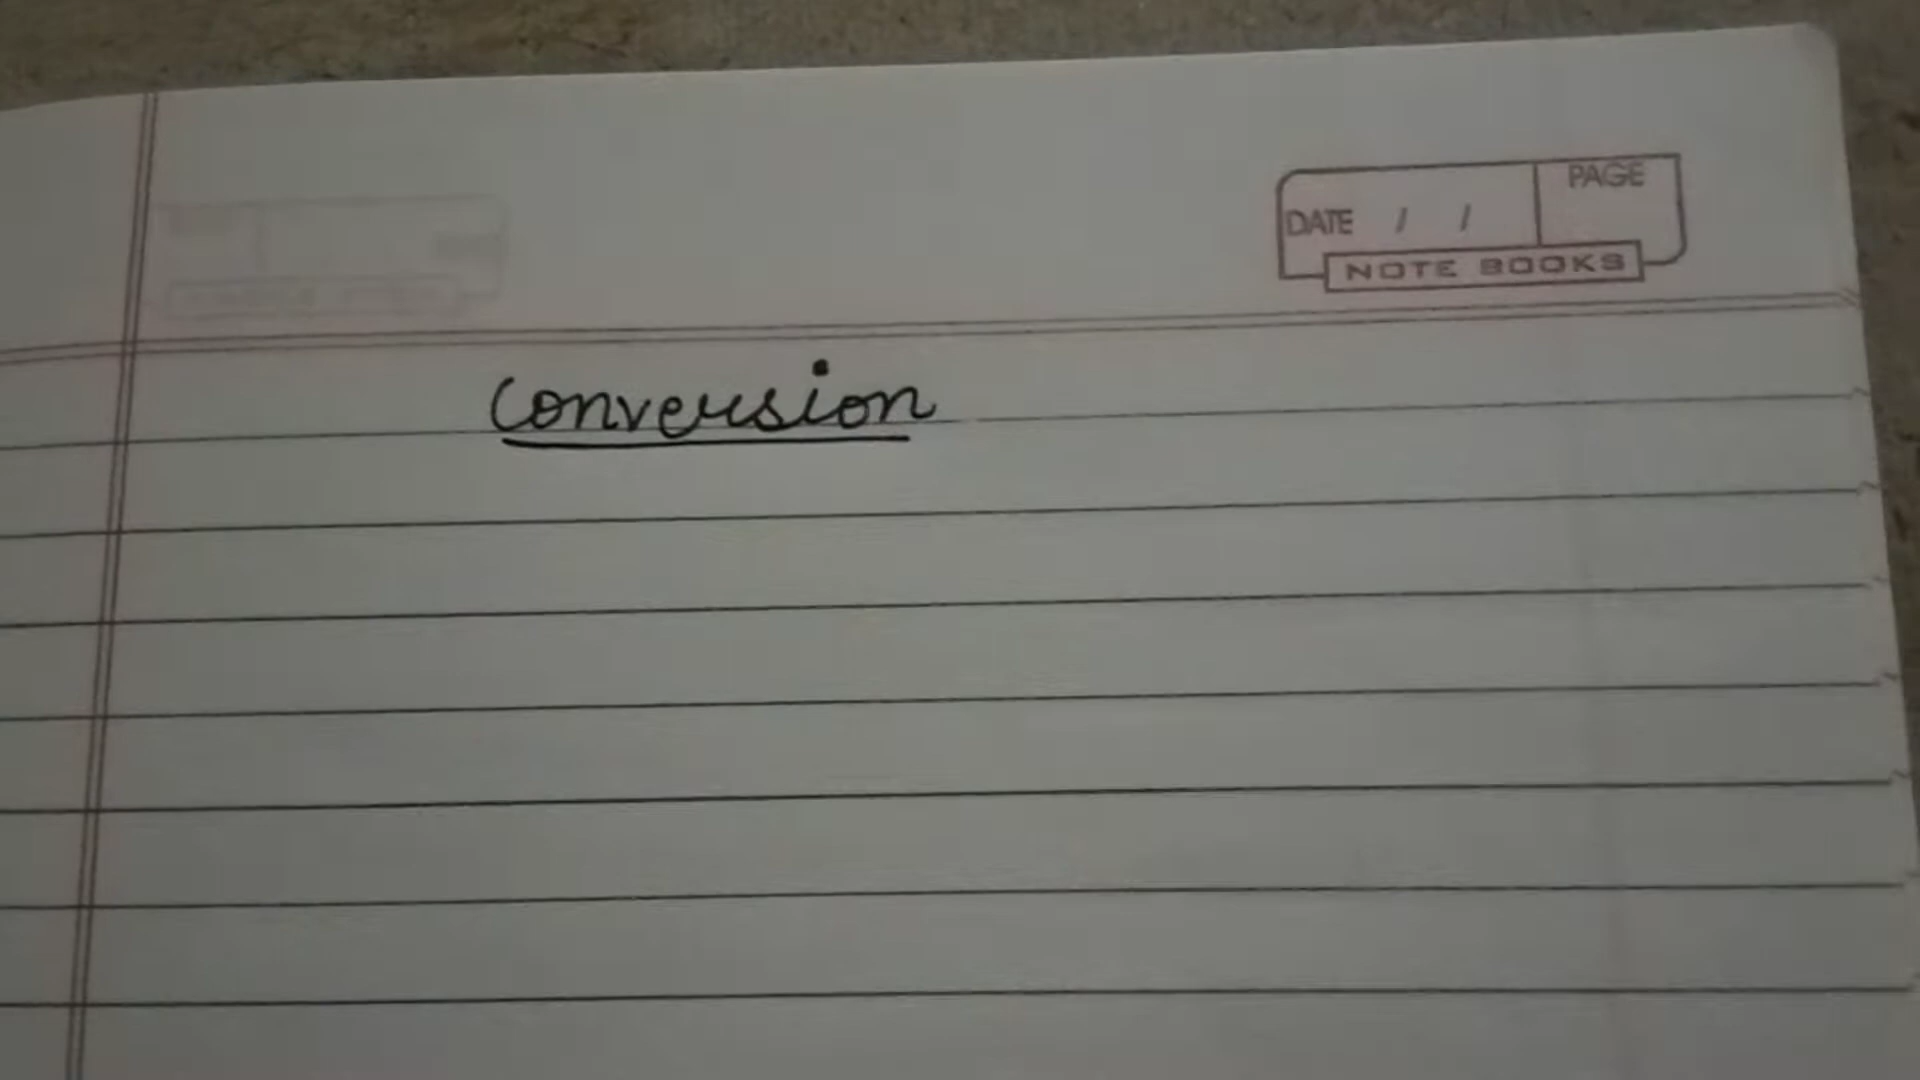 PAGE
DATE / /
NOTE BOOKS
Conversion